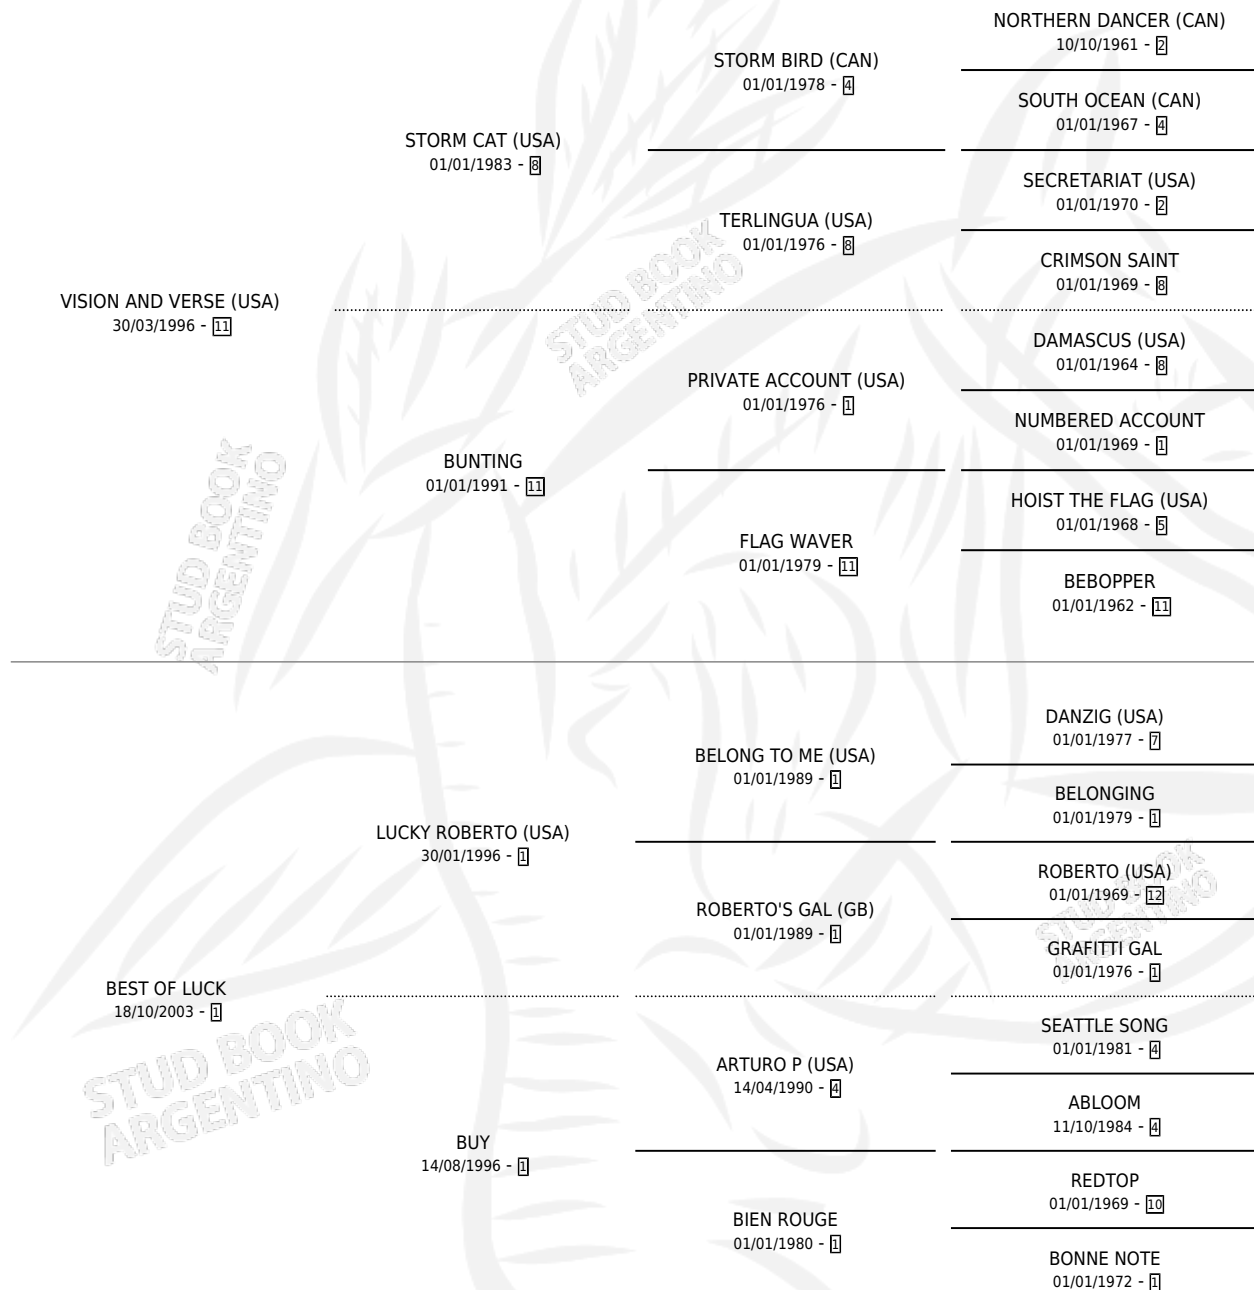 NORTHERN DANCER (CAN)
10/10/1961 - 2
STORM BIRD (CAN)
01/01/1978 - 4
SOUTH OCEAN (CAN)
01/01/1967 - 4
STORM CAT (USA)
01/01/1983 - 8
SECRETARIAT (USA)
01/01/1970 - 2
TERLINGUA (USA)
01/01/1976 - 8
CRIMSON SAINT
01/01/1969 - 8
VISION AND VERSE (USA)
30/03/1996 - 11
DAMASCUS (USA)
01/01/1964 - 8
PRIVATE ACCOUNT (USA)
01/01/1976 - 1
NUMBERED ACCOUNT
01/01/1969 - 1
BUNTING
01/01/1991 - 11
HOIST THE FLAG (USA)
01/01/1968 - 5
FLAG WAVER
01/01/1979 - 11
BEBOPPER
01/01/1962 - 11
DANZIG (USA)
01/01/1977 - 7
BELONG TO ME (USA)
01/01/1989 - 1
BELONGING
01/01/1979 - 1
LUCKY ROBERTO (USA)
30/01/1996 - 1
ROBERTO (USA)
01/01/1969 - 12
ROBERTO'S GAL (GB)
01/01/1989 - 1
GRAFITTI GAL
01/01/1976 - 1
BEST OF LUCK
18/10/2003 - 1
SEATTLE SONG
01/01/1981 - 4
ARTURO P (USA)
14/04/1990 - 4
ABLOOM
11/10/1984 - 4
BUY
14/08/1996 - 1
REDTOP
01/01/1969 - 10
BIEN ROUGE
01/01/1980 - 1
BONNE NOTE
01/01/1972 - 1
STUD BOOK
ARGENTINO
STUD BOOK
ARGENTINO
STUD BOOK
ARGENTINO
STUD BOOK
ARGENTINO